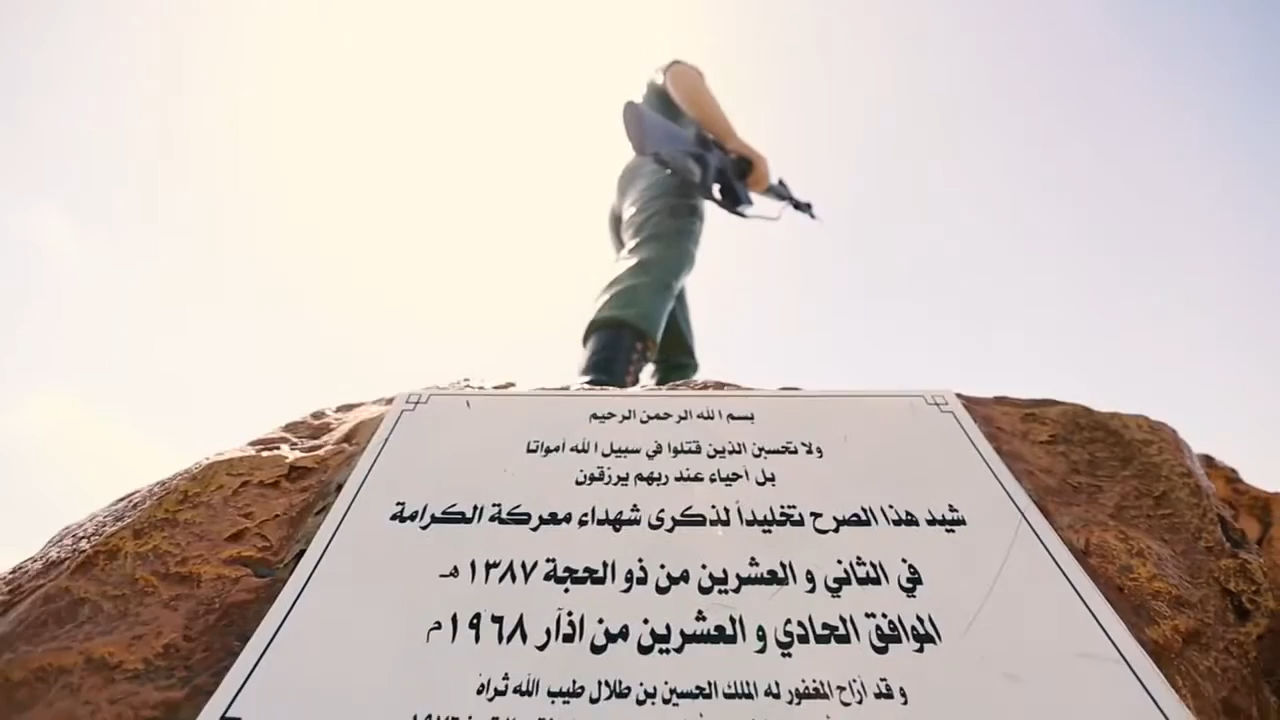 بسم الله الرحمن الرحيم
ولا تحسبن الذين قتلوا في سبيل الله أمواتا
بل أحياء عند ربهم يرزقون
شيد هذا الصرح تخليداً لذكرى شهداء معركة الكرامة
في الثاني و العشرين من ذو الحجة ١٣٨٧ هـ
الموافق الحادي و العشرين من اذآر ١٩٦٨ م
و قد أزاح المغفور له الملك الحسين بن طلال طيب الله ثراه